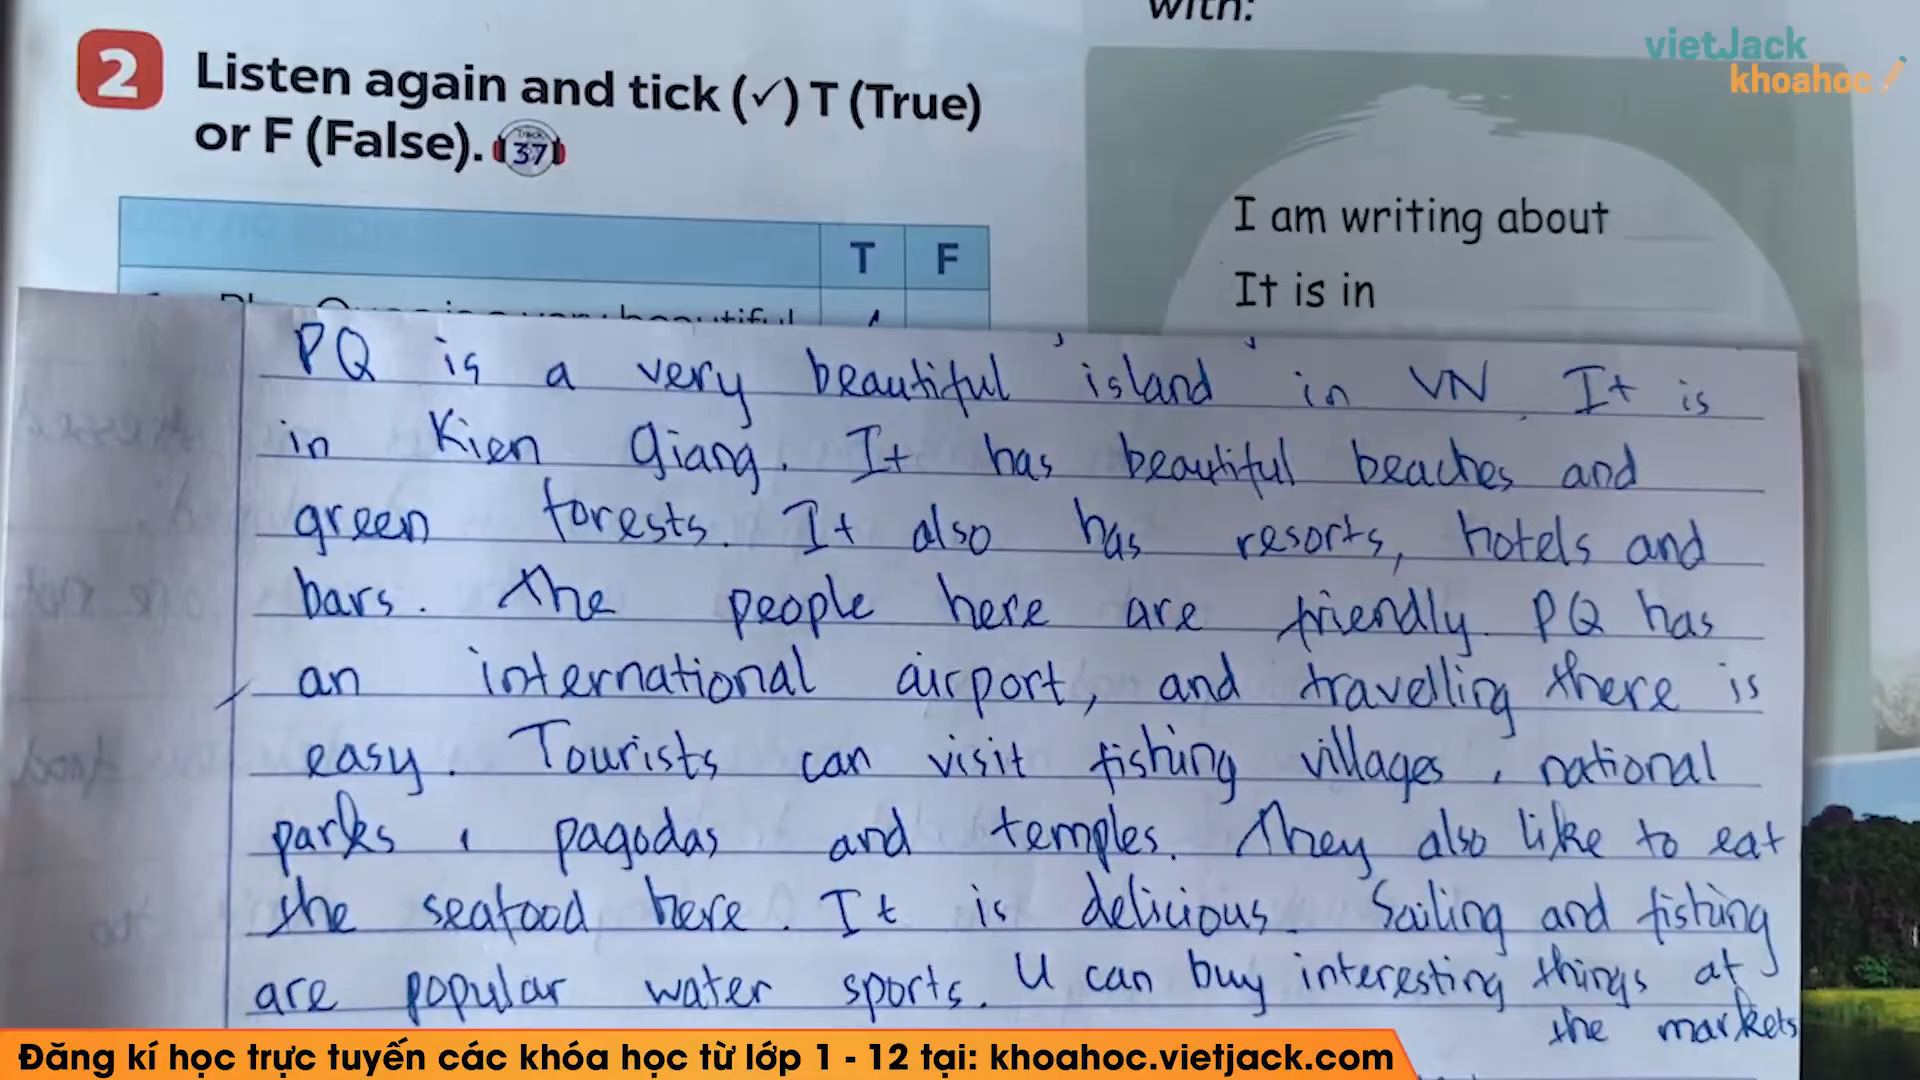 with:
vietJack
khoahoc
2 Listen again and tick (✓) T (True)
or F (False).
Track
37
T F
I am writing about
It is in
PQ is a very beautiful island in VN. It is
in Kien Giang. It has beautiful beaches and
green forests. It also has resorts, hotels and
bars. The people here are friendly. PQ has
an international airport, and travelling there is
easy. Tourists can visit fishing villages, national
parks, pagodas and temples. They also like to eat
the seafood here. It is delicious. Sailing and fishing
are popular water sports. U can buy interesting things at
the markets
Đăng kí học trực tuyến các khóa học từ lớp 1 - 12 tại: khoahoc.vietjack.com